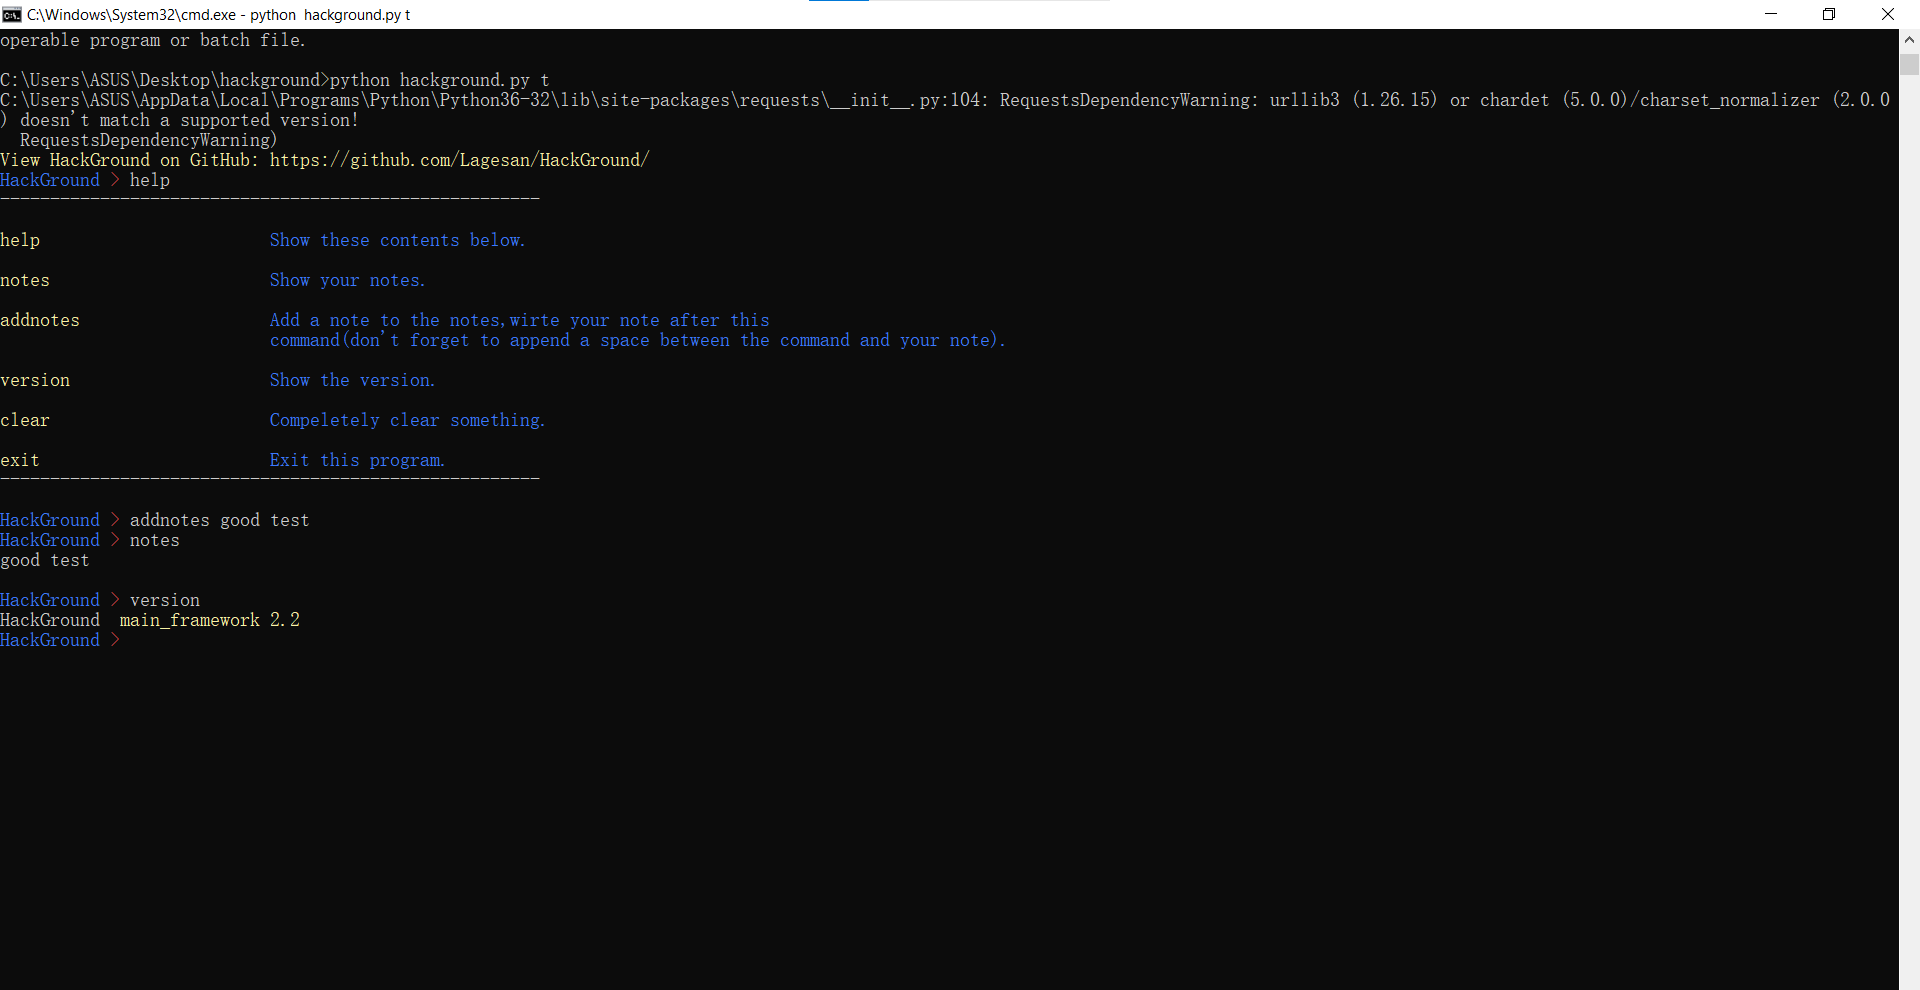 C:\Windows\System32\cmd.exe - python  hackground.py t
operable program or batch file.
C:\Users\ASUS\Desktop\hackground>python hackground.py t
C:\Users\ASUS\AppData\Local\Programs\Python\Python36-32\lib\site-packages\requests\__init__.py:104: RequestsDependencyWarning: urllib3 (1.26.15) or chardet (5.0.0)/charset_normalizer (2.0.0
) doesn't match a supported version!
  RequestsDependencyWarning)
View HackGround on GitHub: https://github.com/Lagesan/HackGround/
HackGround > help
------------------------------------------------------
help                       Show these contents below.
notes                      Show your notes.
addnotes                   Add a note to the notes,wirte your note after this
                           command(don't forget to append a space between the command and your note).
version                    Show the version.
clear                      Compeletely clear something.
exit                       Exit this program.
------------------------------------------------------
HackGround > addnotes good test
HackGround > notes
good test
HackGround > version
HackGround  main_framework 2.2
HackGround >